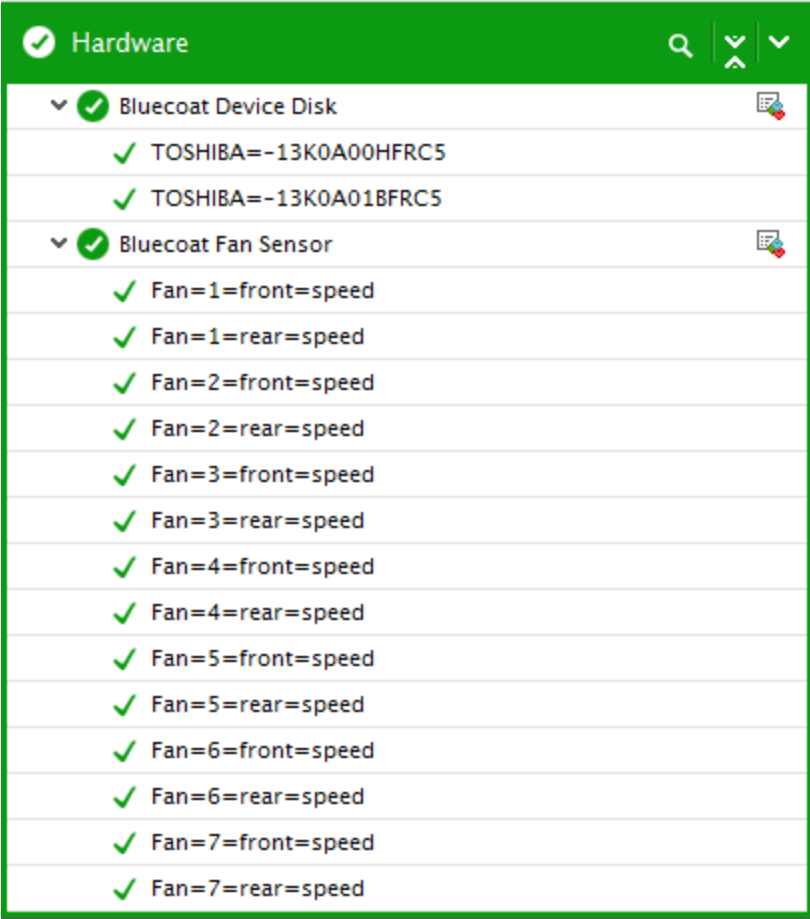 Hardware
Bluecoat Device Disk
TOSHIBA=-13K0A00HFRC5
TOSHIBA=-13K0A01BFRC5
Bluecoat Fan Sensor
Fan=1=front=speed
Fan=1=rear=speed
Fan=2=front=speed
Fan=2=rear=speed
Fan=3=front=speed
Fan=3=rear=speed
Fan=4=front=speed
Fan=4=rear=speed
Fan=5=front=speed
Fan=5=rear=speed
Fan=6=front=speed
Fan=6=rear=speed
Fan=7=front=speed
Fan=7=rear=speed